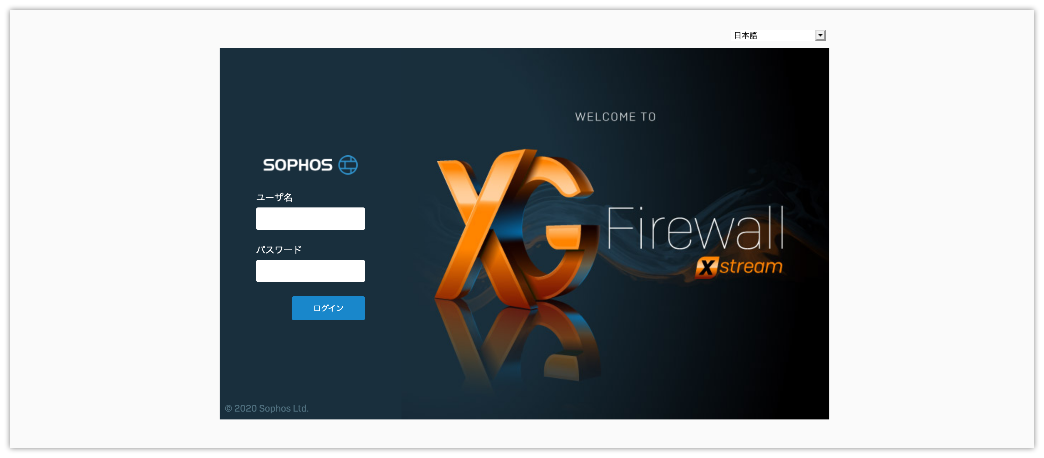 日本語
WELCOME TO
SOPHOS
ユーザ名
パスワード
ログイン
XG Firewall
Xstream
© 2020 Sophos Ltd.